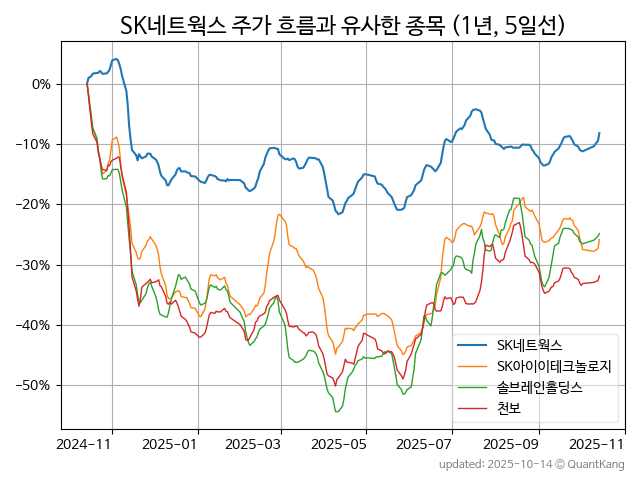 SK네트웍스 주가 흐름과 유사한 종목 (1년, 5일선)
0%
−10%
−20%
−30%
−40%
−50%
SK네트웍스
SK아이이테크놀로지
솔브레인홀딩스
천보
2024-11 2025-01 2025-03 2025-05 2025-07 2025-09 2025-11
updated: 2025-10-14 © QuantKang